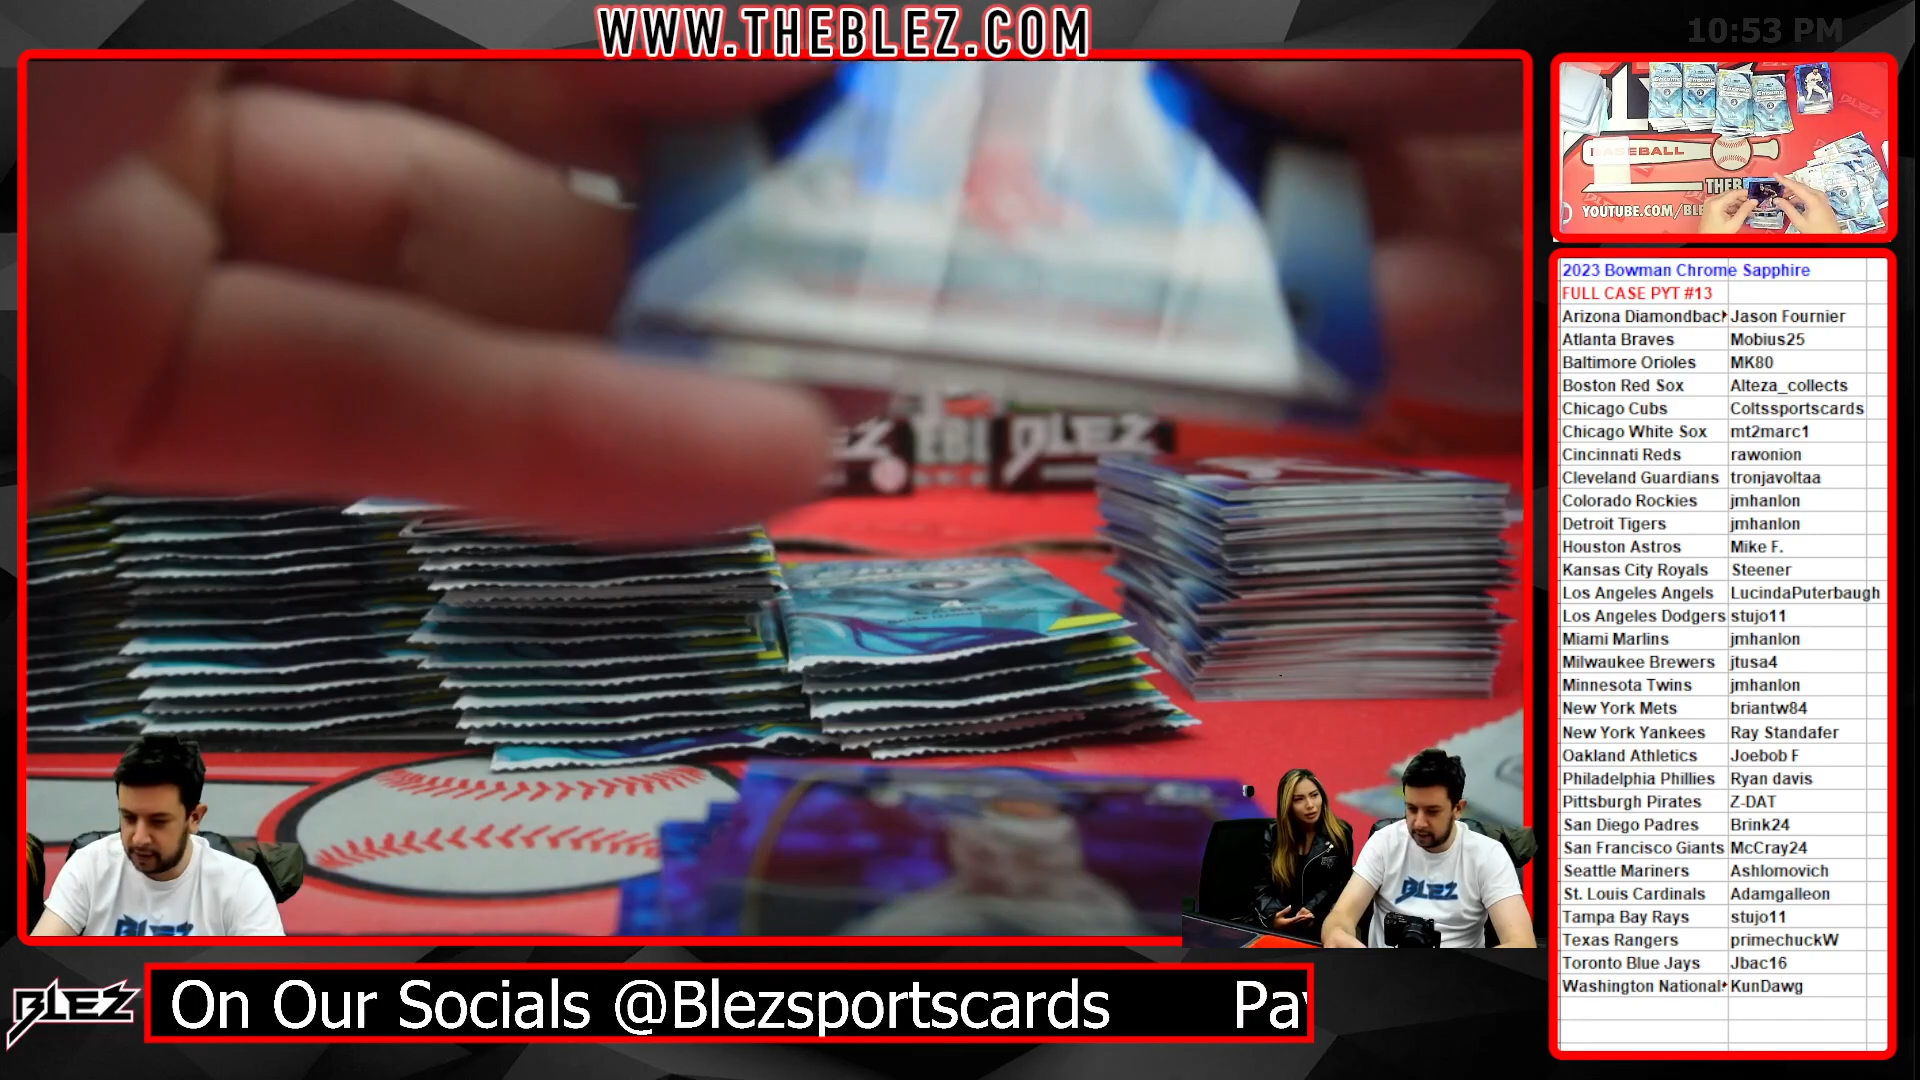 WWW.THEBLEZ.COM
10:53 PM
BASEBALL
THEB
YOUTUBE.COM/BLE
BLEZ
2023 Bowman Chrome Sapphire
FULL CASE PYT #13
Arizona Diamondbac Jason Fournier
Atlanta Braves Mobius25
Baltimore Orioles MK80
Boston Red Sox Alteza_collects
Chicago Cubs Coltssportscards
Chicago White Sox mt2marc1
Cincinnati Reds rawonion
Cleveland Guardians tronjavoltaa
Colorado Rockies jmhanlon
Detroit Tigers jmhanlon
Houston Astros Mike F.
Kansas City Royals Steener
Los Angeles Angels LucindaPuterbaugh
Los Angeles Dodgers stujo11
Miami Marlins jmhanlon
Milwaukee Brewers jtusa4
Minnesota Twins jmhanlon
New York Mets briantw84
New York Yankees Ray Standafer
Oakland Athletics Joebob F
Philadelphia Phillies Ryan davis
Pittsburgh Pirates Z-DAT
San Diego Padres Brink24
San Francisco Giants McCray24
Seattle Mariners Ashlomovich
St. Louis Cardinals Adamgalleon
Tampa Bay Rays stujo11
Texas Rangers primechuckW
Toronto Blue Jays Jbac16
Washington National KunDawg
BLEZ
BLEZ
BLEZ On Our Socials @Blezsportscards Pa